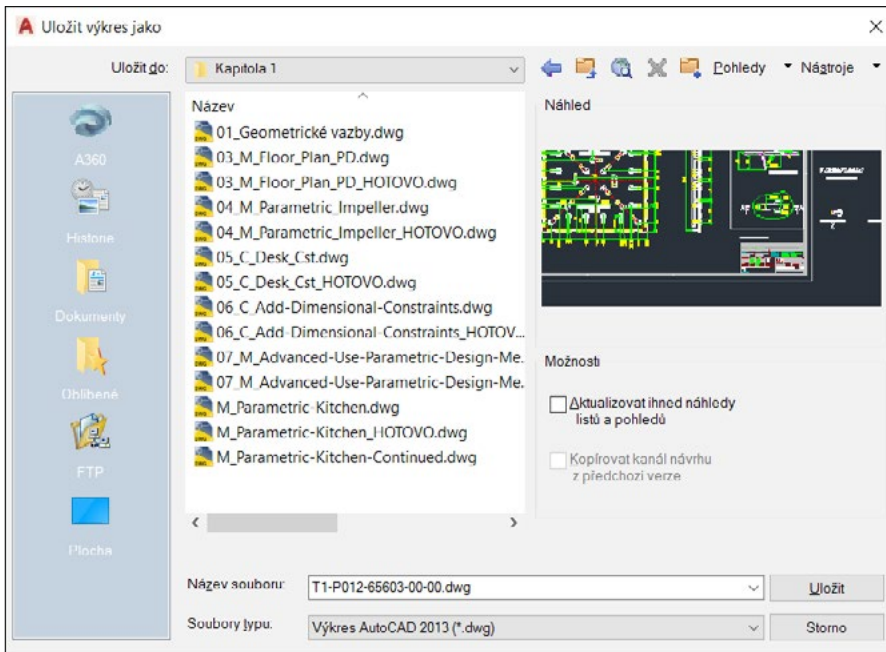 Uložit výkres jako
Uložit do:
Kapitola 1
Pohledy
Nástroje
A360
Historie
Dokumenty
Oblíbené
FTP
Plocha
Název
01_Geometrické vazby.dwg
03_M_Floor_Plan_PD.dwg
03_M_Floor_Plan_PD_HOTOVO.dwg
04_M_Parametric_Impeller.dwg
04_M_Parametric_Impeller_HOTOVO.dwg
05_C_Desk_Cst.dwg
05_C_Desk_Cst_HOTOVO.dwg
06_C_Add-Dimensional-Constraints.dwg
06_C_Add-Dimensional-Constraints_HOTOV...
07_M_Advanced-Use-Parametric-Design-Me.
07_M_Advanced-Use-Parametric-Design-Me.
M_Parametric-Kitchen.dwg
M_Parametric-Kitchen_HOTOVO.dwg
M_Parametric-Kitchen-Continued.dwg
Náhled
Možnosti
Aktualizovat ihned náhledy
listů a pohledů
Kopírovat kanál návrhu
z předchozí verze
Název souboru:
T1-P012-65603-00-00.dwg
Uložit
Soubory typu:
Výkres AutoCAD 2013 (*.dwg)
Storno